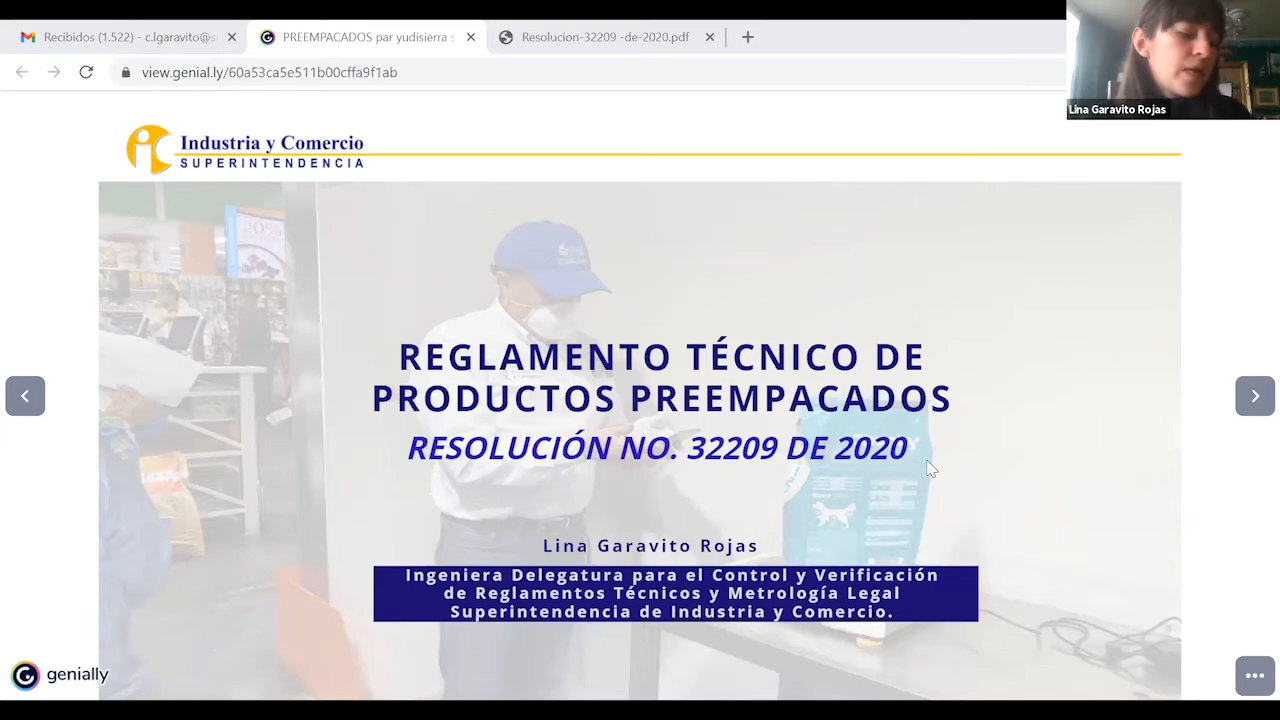 Recibidos (1.522) - c.lgaravito@s
PREEMPACADOS par yudisierra s
Resolucion-32209 -de-2020.pdf
view.genial.ly/60a53ca5e511b00cffa9f1ab
Lina Garavito Rojas
Industria y Comercio
SUPERINTENDENCIA
20%
REGLAMENTO TÉCNICO DE
PRODUCTOS PREEMPACADOS
RESOLUCIÓN NO. 32209 DE 2020
Lina Garavito Rojas
Ingeniera Delegatura para el Control y Verificación
de Reglamentos Técnicos y Metrología Legal
Superintendencia de Industria y Comercio.
genially